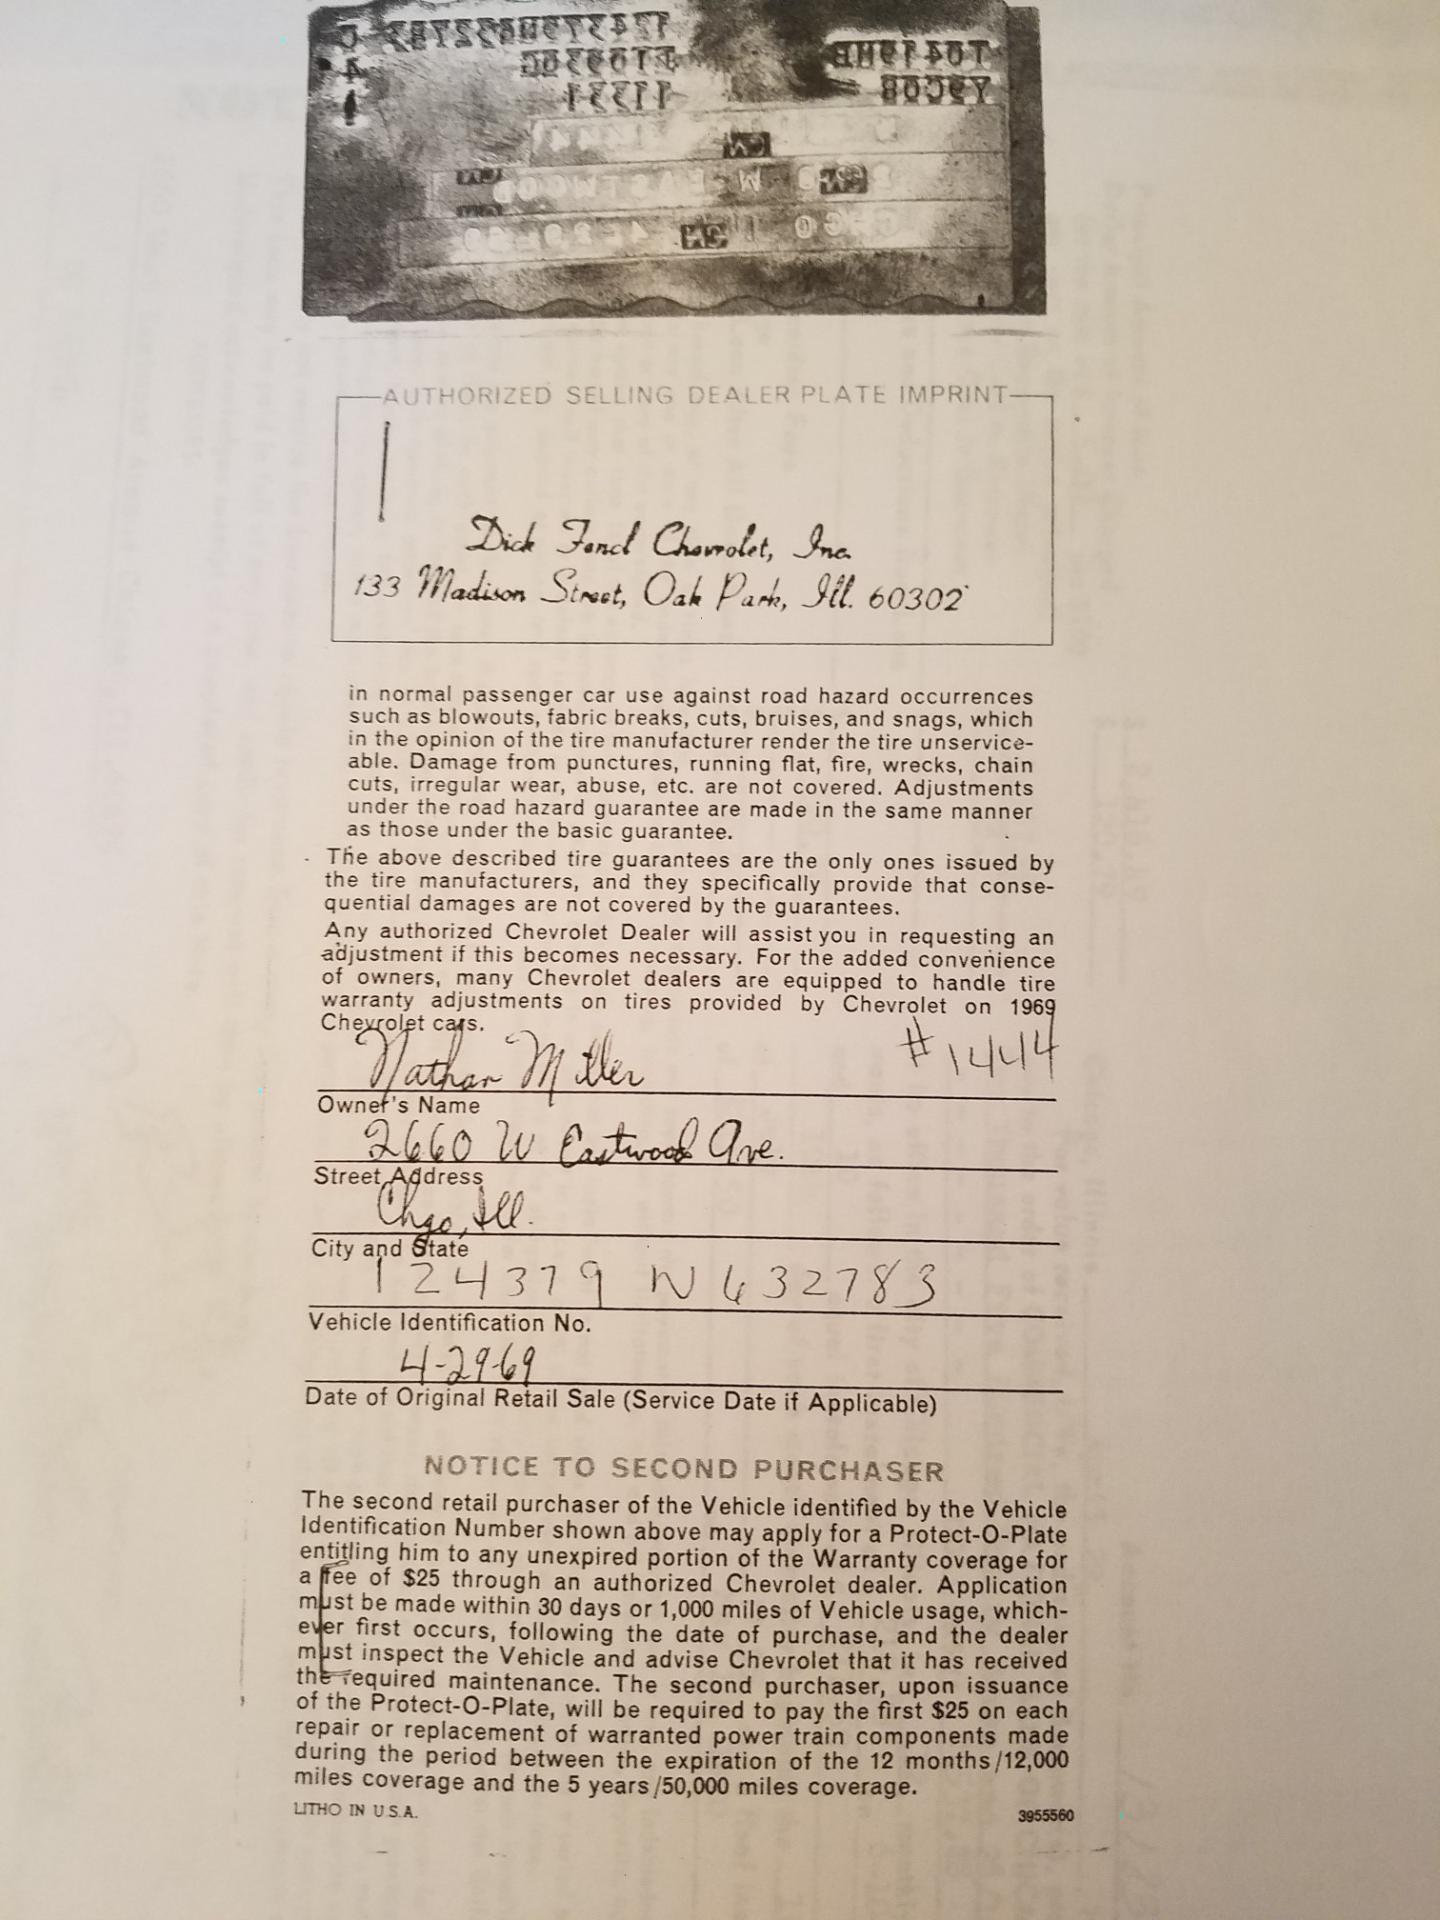 124379N632783
T0419HB
Y9C08
AUTHORIZED SELLING DEALER PLATE IMPRINT
Dick Fencl Chevrolet, Inc.
133 Madison Street, Oak Park, Ill. 60302
in normal passenger car use against road hazard occurrences
such as blowouts, fabric breaks, cuts, bruises, and snags, which
in the opinion of the tire manufacturer render the tire unservice-
able. Damage from punctures, running flat, fire, wrecks, chain
cuts, irregular wear, abuse, etc. are not covered. Adjustments
under the road hazard guarantee are made in the same manner
as those under the basic guarantee.
The above described tire guarantees are the only ones issued by
the tire manufacturers, and they specifically provide that conse-
quential damages are not covered by the guarantees.
Any authorized Chevrolet Dealer will assist you in requesting an
adjustment if this becomes necessary. For the added convenience
of owners, many Chevrolet dealers are equipped to handle tire
warranty adjustments on tires provided by Chevrolet on 1969
Chevrolet cars.
Nathan Miller #1444
Owner's Name
2660 W Eastwood Ave.
Street Address
Chgo, Ill.
City and State
124379 N632783
Vehicle Identification No.
4-29-69
Date of Original Retail Sale (Service Date if Applicable)
NOTICE TO SECOND PURCHASER
The second retail purchaser of the Vehicle identified by the Vehicle
Identification Number shown above may apply for a Protect-O-Plate
entitling him to any unexpired portion of the Warranty coverage for
a fee of $25 through an authorized Chevrolet dealer. Application
must be made within 30 days or 1,000 miles of Vehicle usage, which-
ever first occurs, following the date of purchase, and the dealer
must inspect the Vehicle and advise Chevrolet that it has received
the required maintenance. The second purchaser, upon issuance
of the Protect-O-Plate, will be required to pay the first $25 on each
repair or replacement of warranted power train components made
during the period between the expiration of the 12 months/12,000
miles coverage and the 5 years/50,000 miles coverage.
LITHO IN U.S.A. 3955560